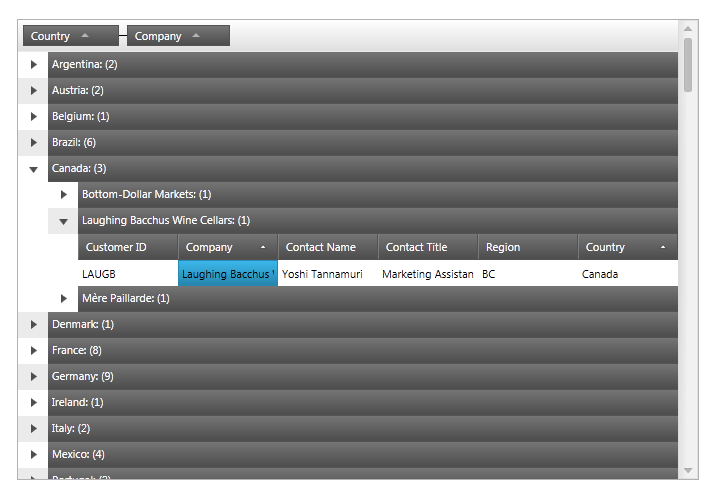 Country Company
Argentina: (2)
Austria: (2)
Belgium: (1)
Brazil: (6)
Canada: (3)
Bottom-Dollar Markets: (1)
Laughing Bacchus Wine Cellars: (1)
Customer ID Company Contact Name Contact Title Region Country
LAUGB Laughing Bacchus Yoshi Tannamuri Marketing Assistan BC Canada
Mère Paillarde: (1)
Denmark: (1)
France: (8)
Germany: (9)
Ireland: (1)
Italy: (2)
Mexico: (4)